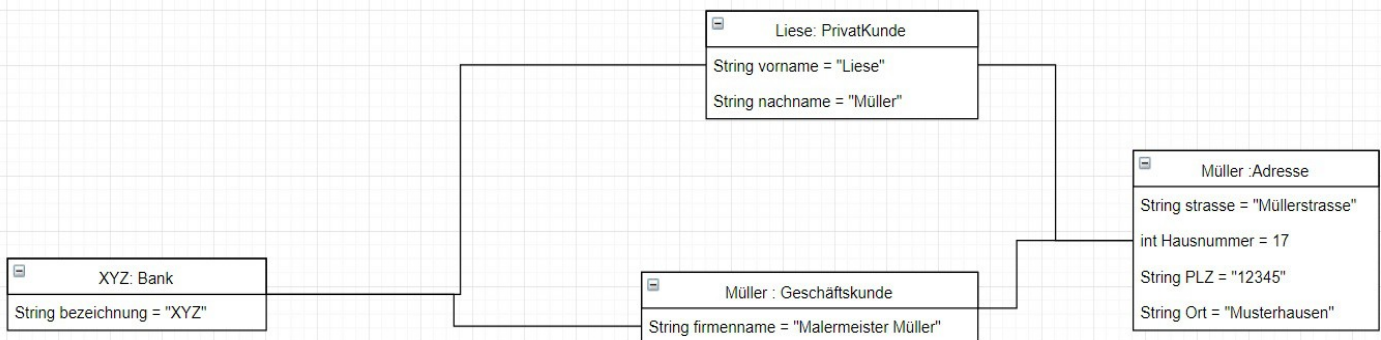 Liese: PrivatKunde
String vorname = "Liese"
String nachname = "Müller"
Müller :Adresse
String strasse = "Müllerstrasse"
int Hausnummer = 17
String PLZ = "12345"
String Ort = "Musterhausen"
XYZ: Bank
String bezeichnung = "XYZ"
Müller : Geschäftskunde
String firmenname = "Malermeister Müller"